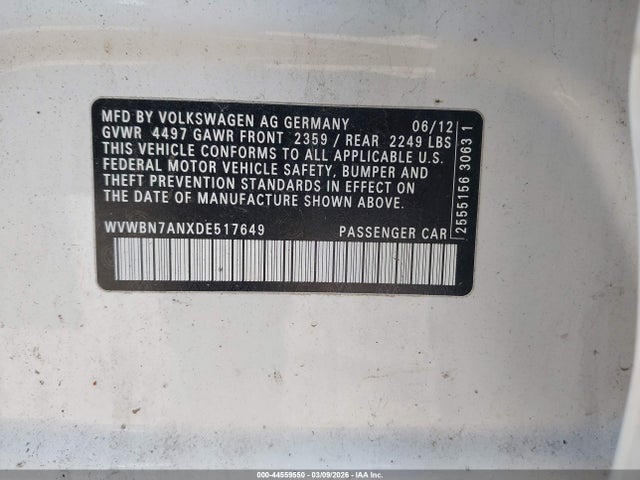 MFD BY VOLKSWAGEN AG GERMANY 06/12
GVWR 4497 GAWR FRONT 2359 / REAR 2249 LBS
THIS VEHICLE CONFORMS TO ALL APPLICABLE U.S.
FEDERAL MOTOR VEHICLE SAFETY, BUMPER AND
THEFT PREVENTION STANDARDS IN EFFECT ON
THE DATE OF MANUFACTURE SHOWN ABOVE.
WVWBN7ANXDE517649 PASSENGER CAR
2555156 3063 1
000-44559550 | 03/09/2026 - IAA Inc.